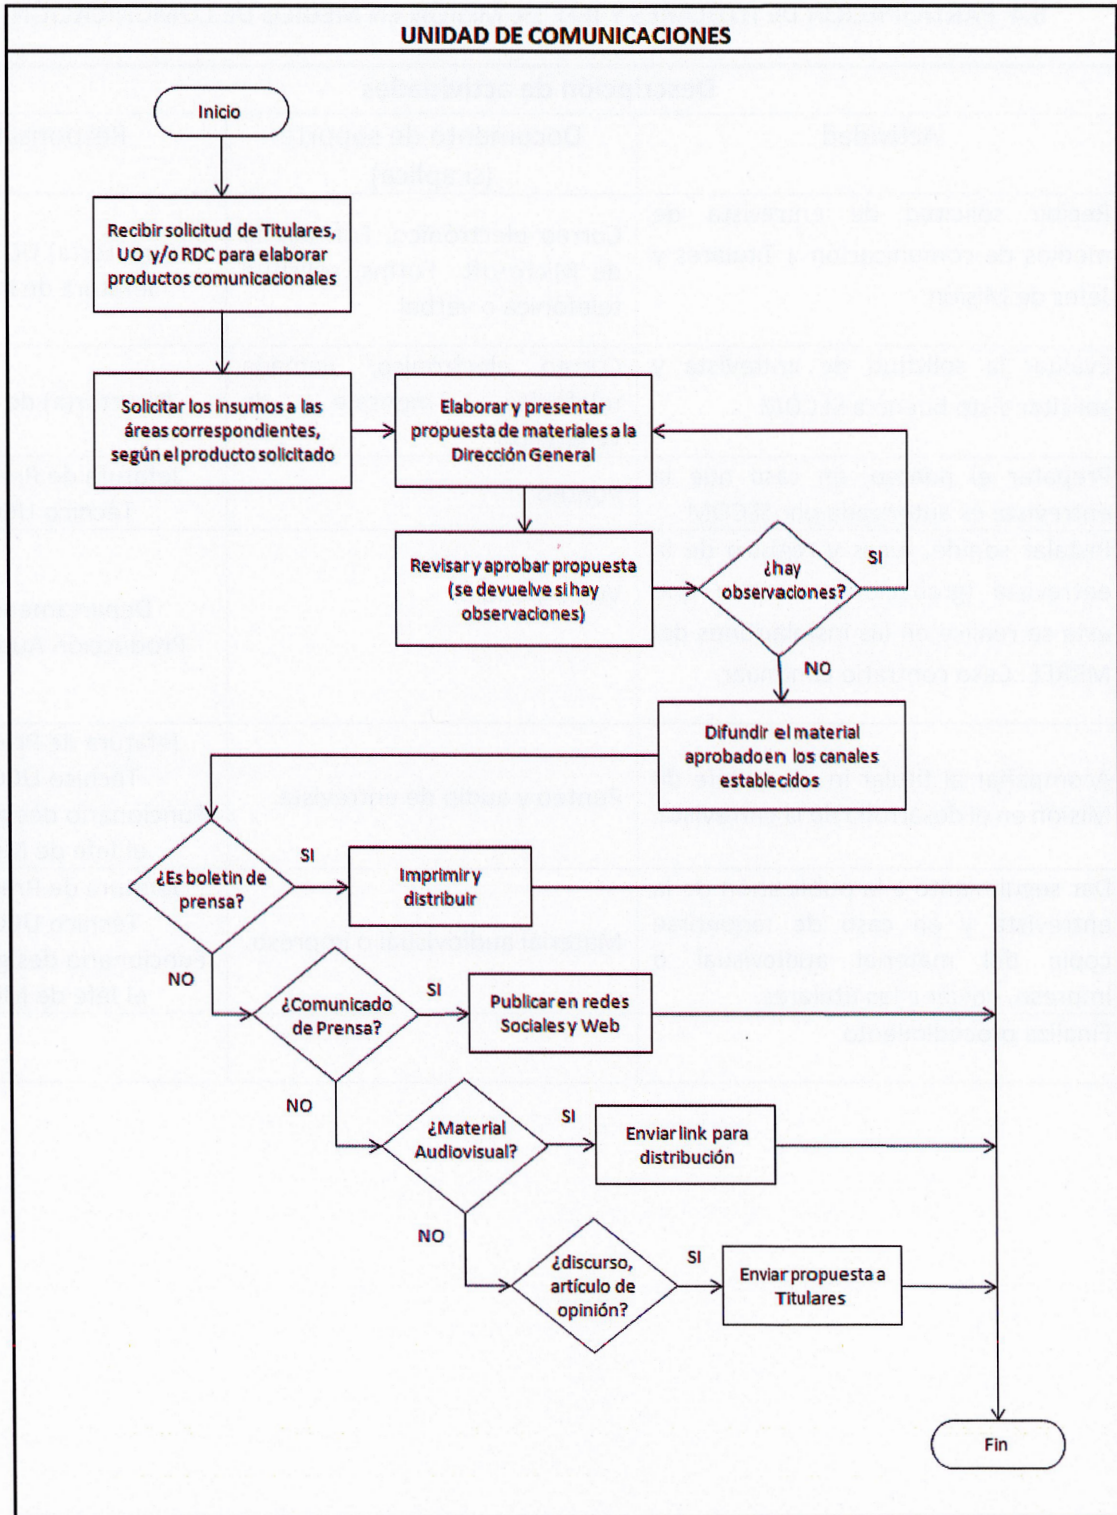 UNIDAD DE COMUNICACIONES
Inicio
Recibir solicitud de Titulares,
UO y/o RDC para elaborar
productos comunicacionales
Solicitar los insumos a las
áreas correspondientes,
según el producto solicitado
Elaborar y presentar
propuesta de materiales a la
Dirección General
Revisar y aprobar propuesta
(se devuelve si hay
observaciones)
¿hay
observaciones?
SI
NO
Difundir el material
aprobado en los canales
establecidos
¿Es boletin de
prensa?
SI
Imprimir y
distribuir
NO
¿Comunicado
de Prensa?
SI
Publicar en redes
Sociales y Web
NO
¿Material
Audiovisual?
SI
Enviar link para
distribución
NO
¿discurso,
artículo de
opinión?
SI
Enviar propuesta a
Titulares
Fin